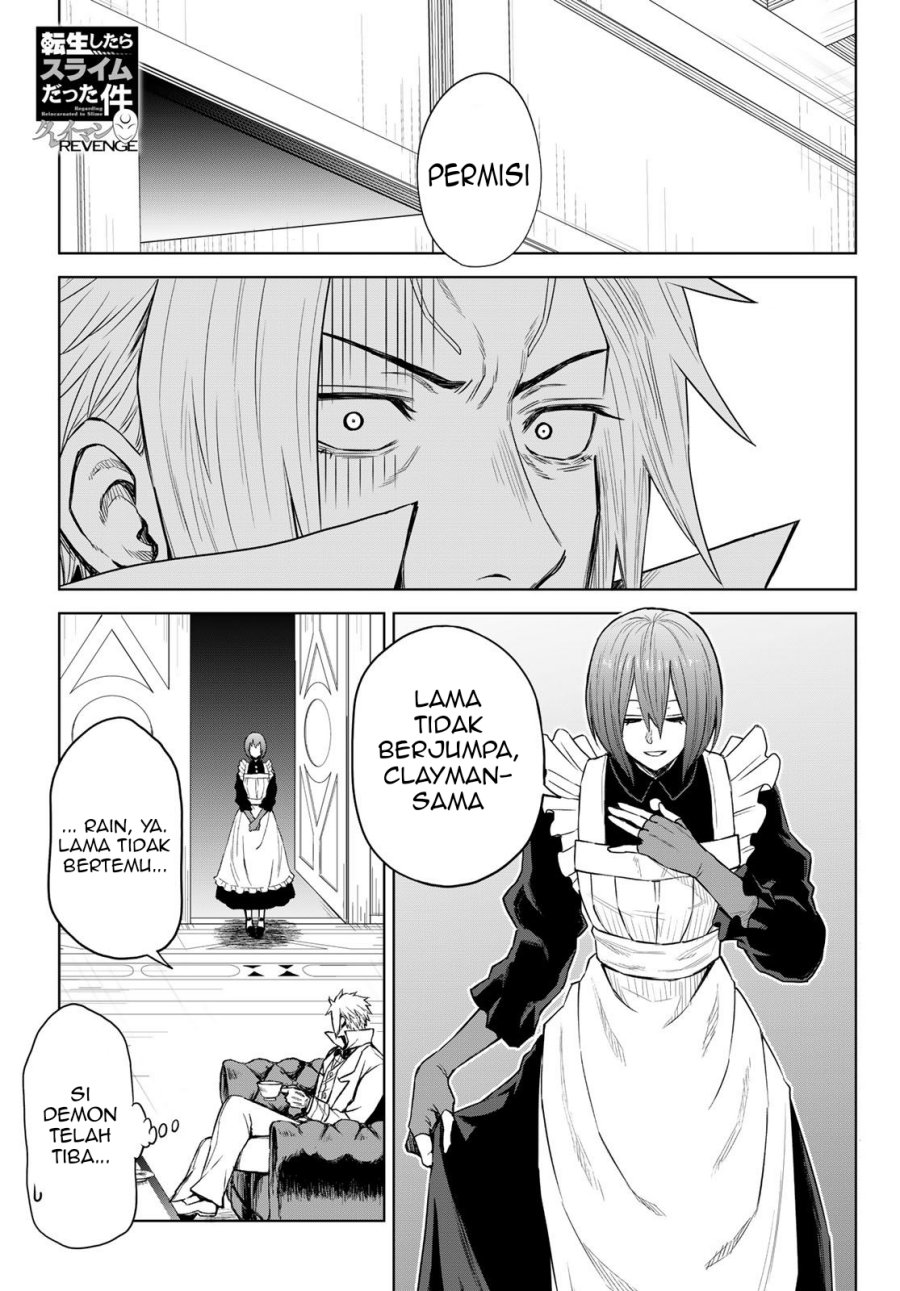 転生したら
スライム
だった件
Regarding
Reincarnated to Slime
クレイマン
REVENGE
PERMISI
LAMA
TIDAK
BERJUMPA,
CLAYMAN-
SAMA
... RAIN, YA.
LAMA TIDAK
BERTEMU...
SI
DEMON
TELAH
TIBA...